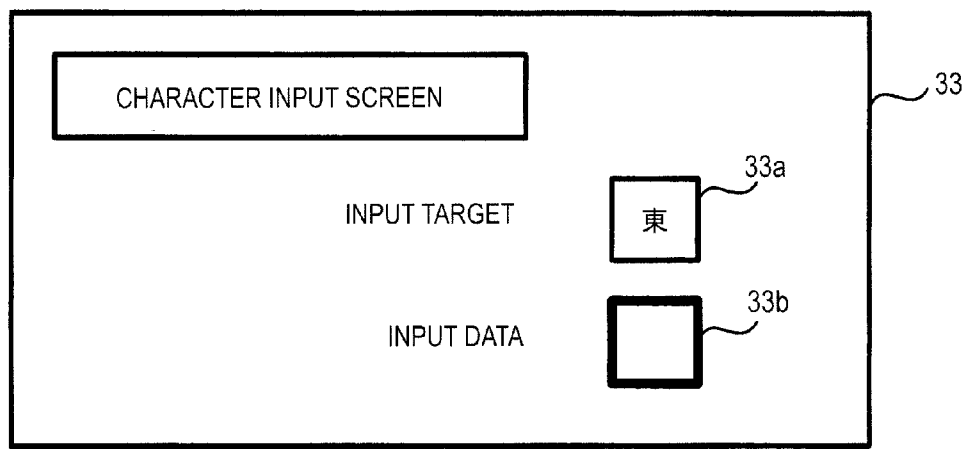 CHARACTER INPUT SCREEN
33
33a
INPUT TARGET
東
33b
INPUT DATA